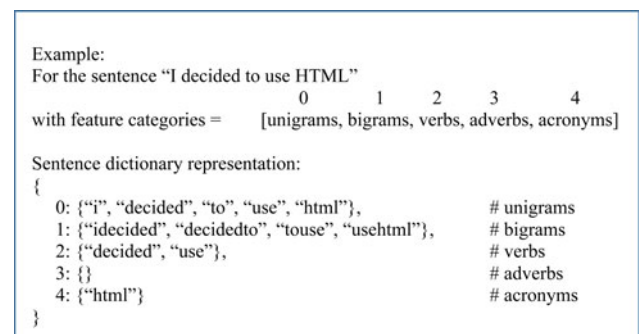 Example:
For the sentence “I decided to use HTML”
0 1 2 3 4
with feature categories = [unigrams, bigrams, verbs, adverbs, acronyms]
Sentence dictionary representation:
{
0: {“i”, “decided”, “to”, “use”, “html”}, # unigrams
1: {“idecided”, “decidedto”, “touse”, “usehtml”}, # bigrams
2: {“decided”, “use”}, # verbs
3: {} # adverbs
4: {“html”} # acronyms
}